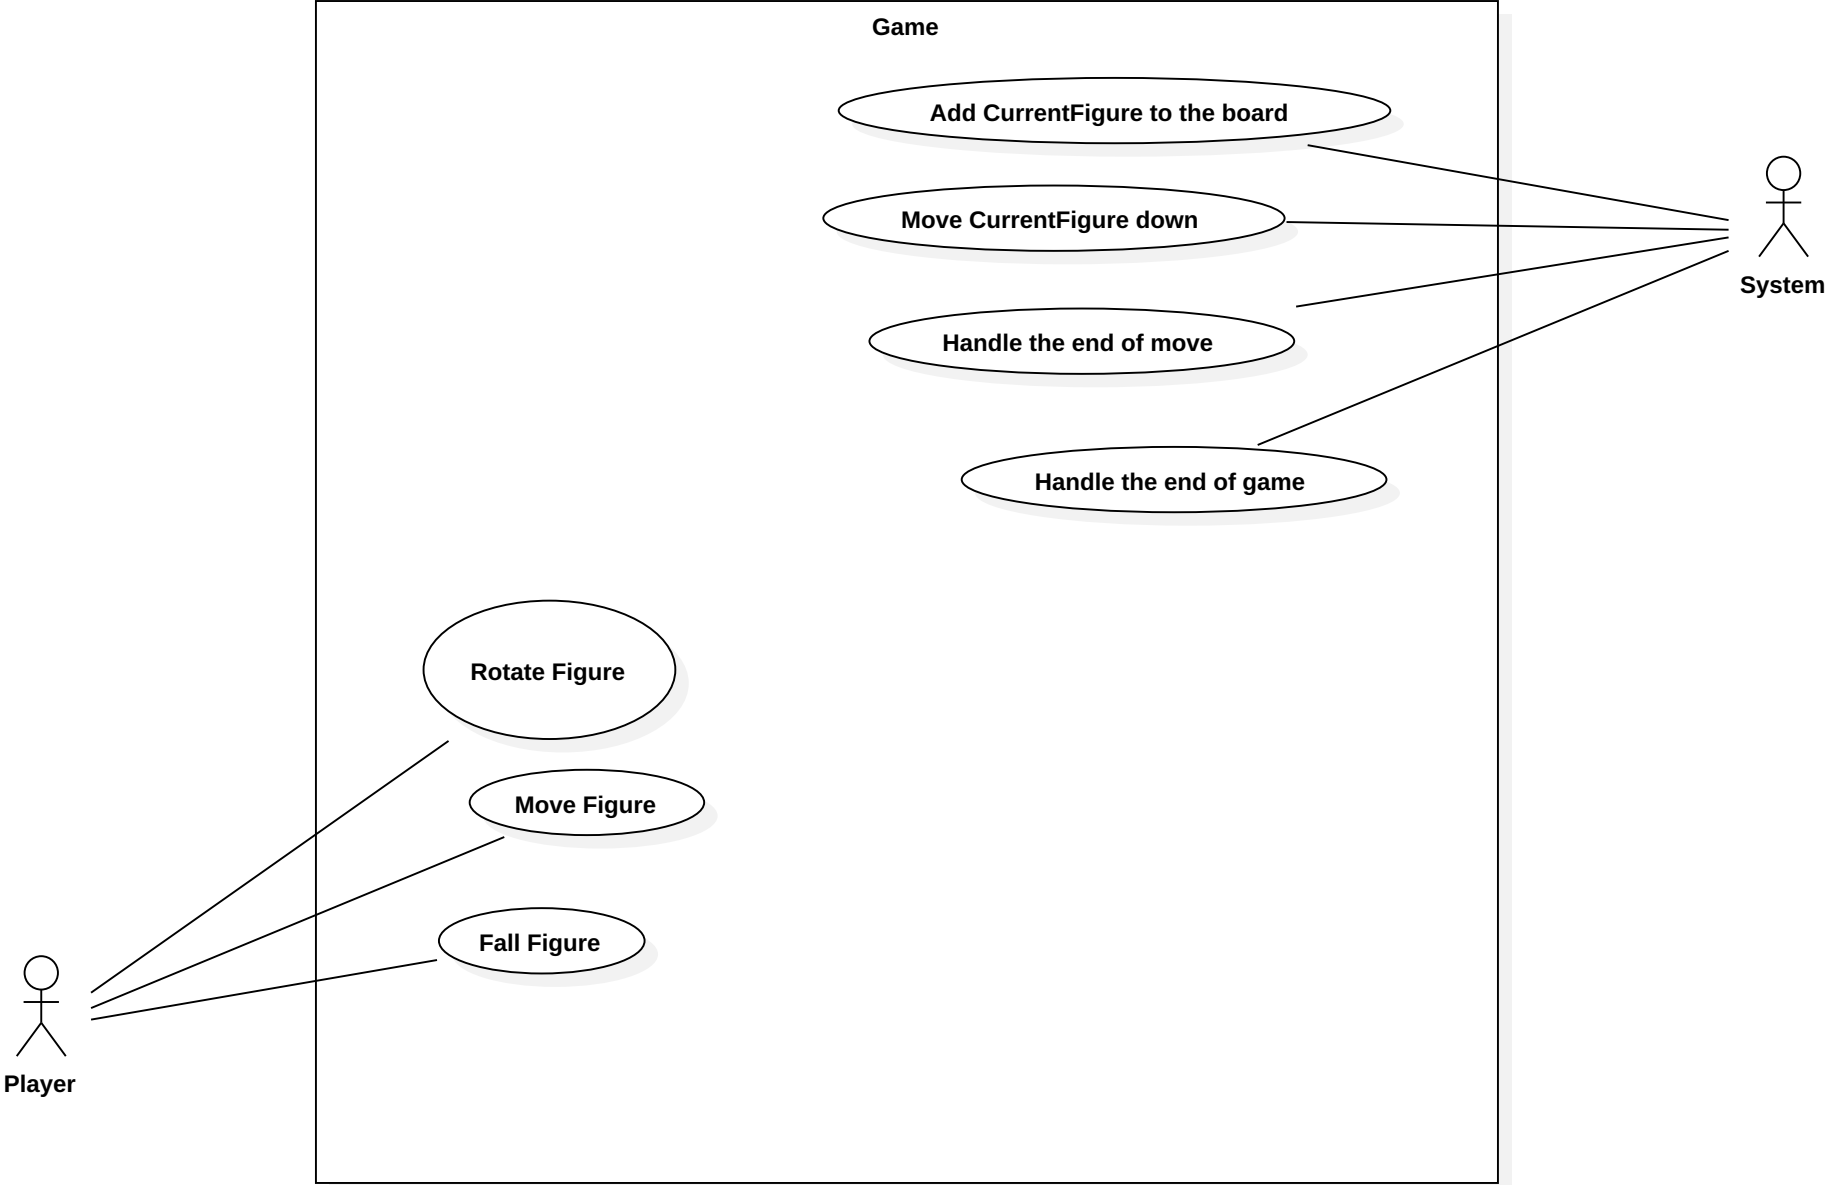 Game
Add CurrentFigure to the board
Move CurrentFigure down
System
Handle the end of move
Handle the end of game
Rotate Figure
Move Figure
Fall Figure
Player